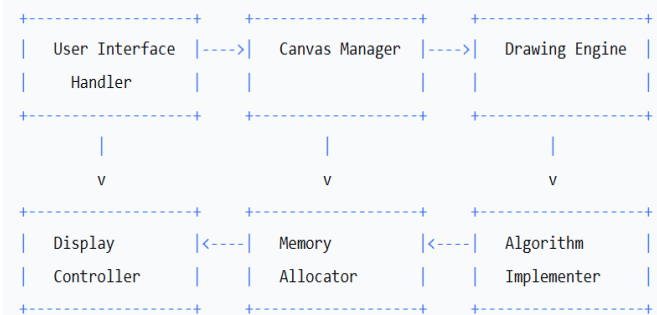 +-------------------+     +-------------------+     +-------------------+
|   User Interface  |---->|   Canvas Manager  |---->|   Drawing Engine  |
|     Handler       |     |                   |     |                   |
+-------------------+     +-------------------+     +-------------------+
         |                         |                         |
         v                         v                         v
+-------------------+     +-------------------+     +-------------------+
|   Display         |<----|   Memory          |<----|   Algorithm       |
|   Controller      |     |   Allocator       |     |   Implementer     |
+-------------------+     +-------------------+     +-------------------+